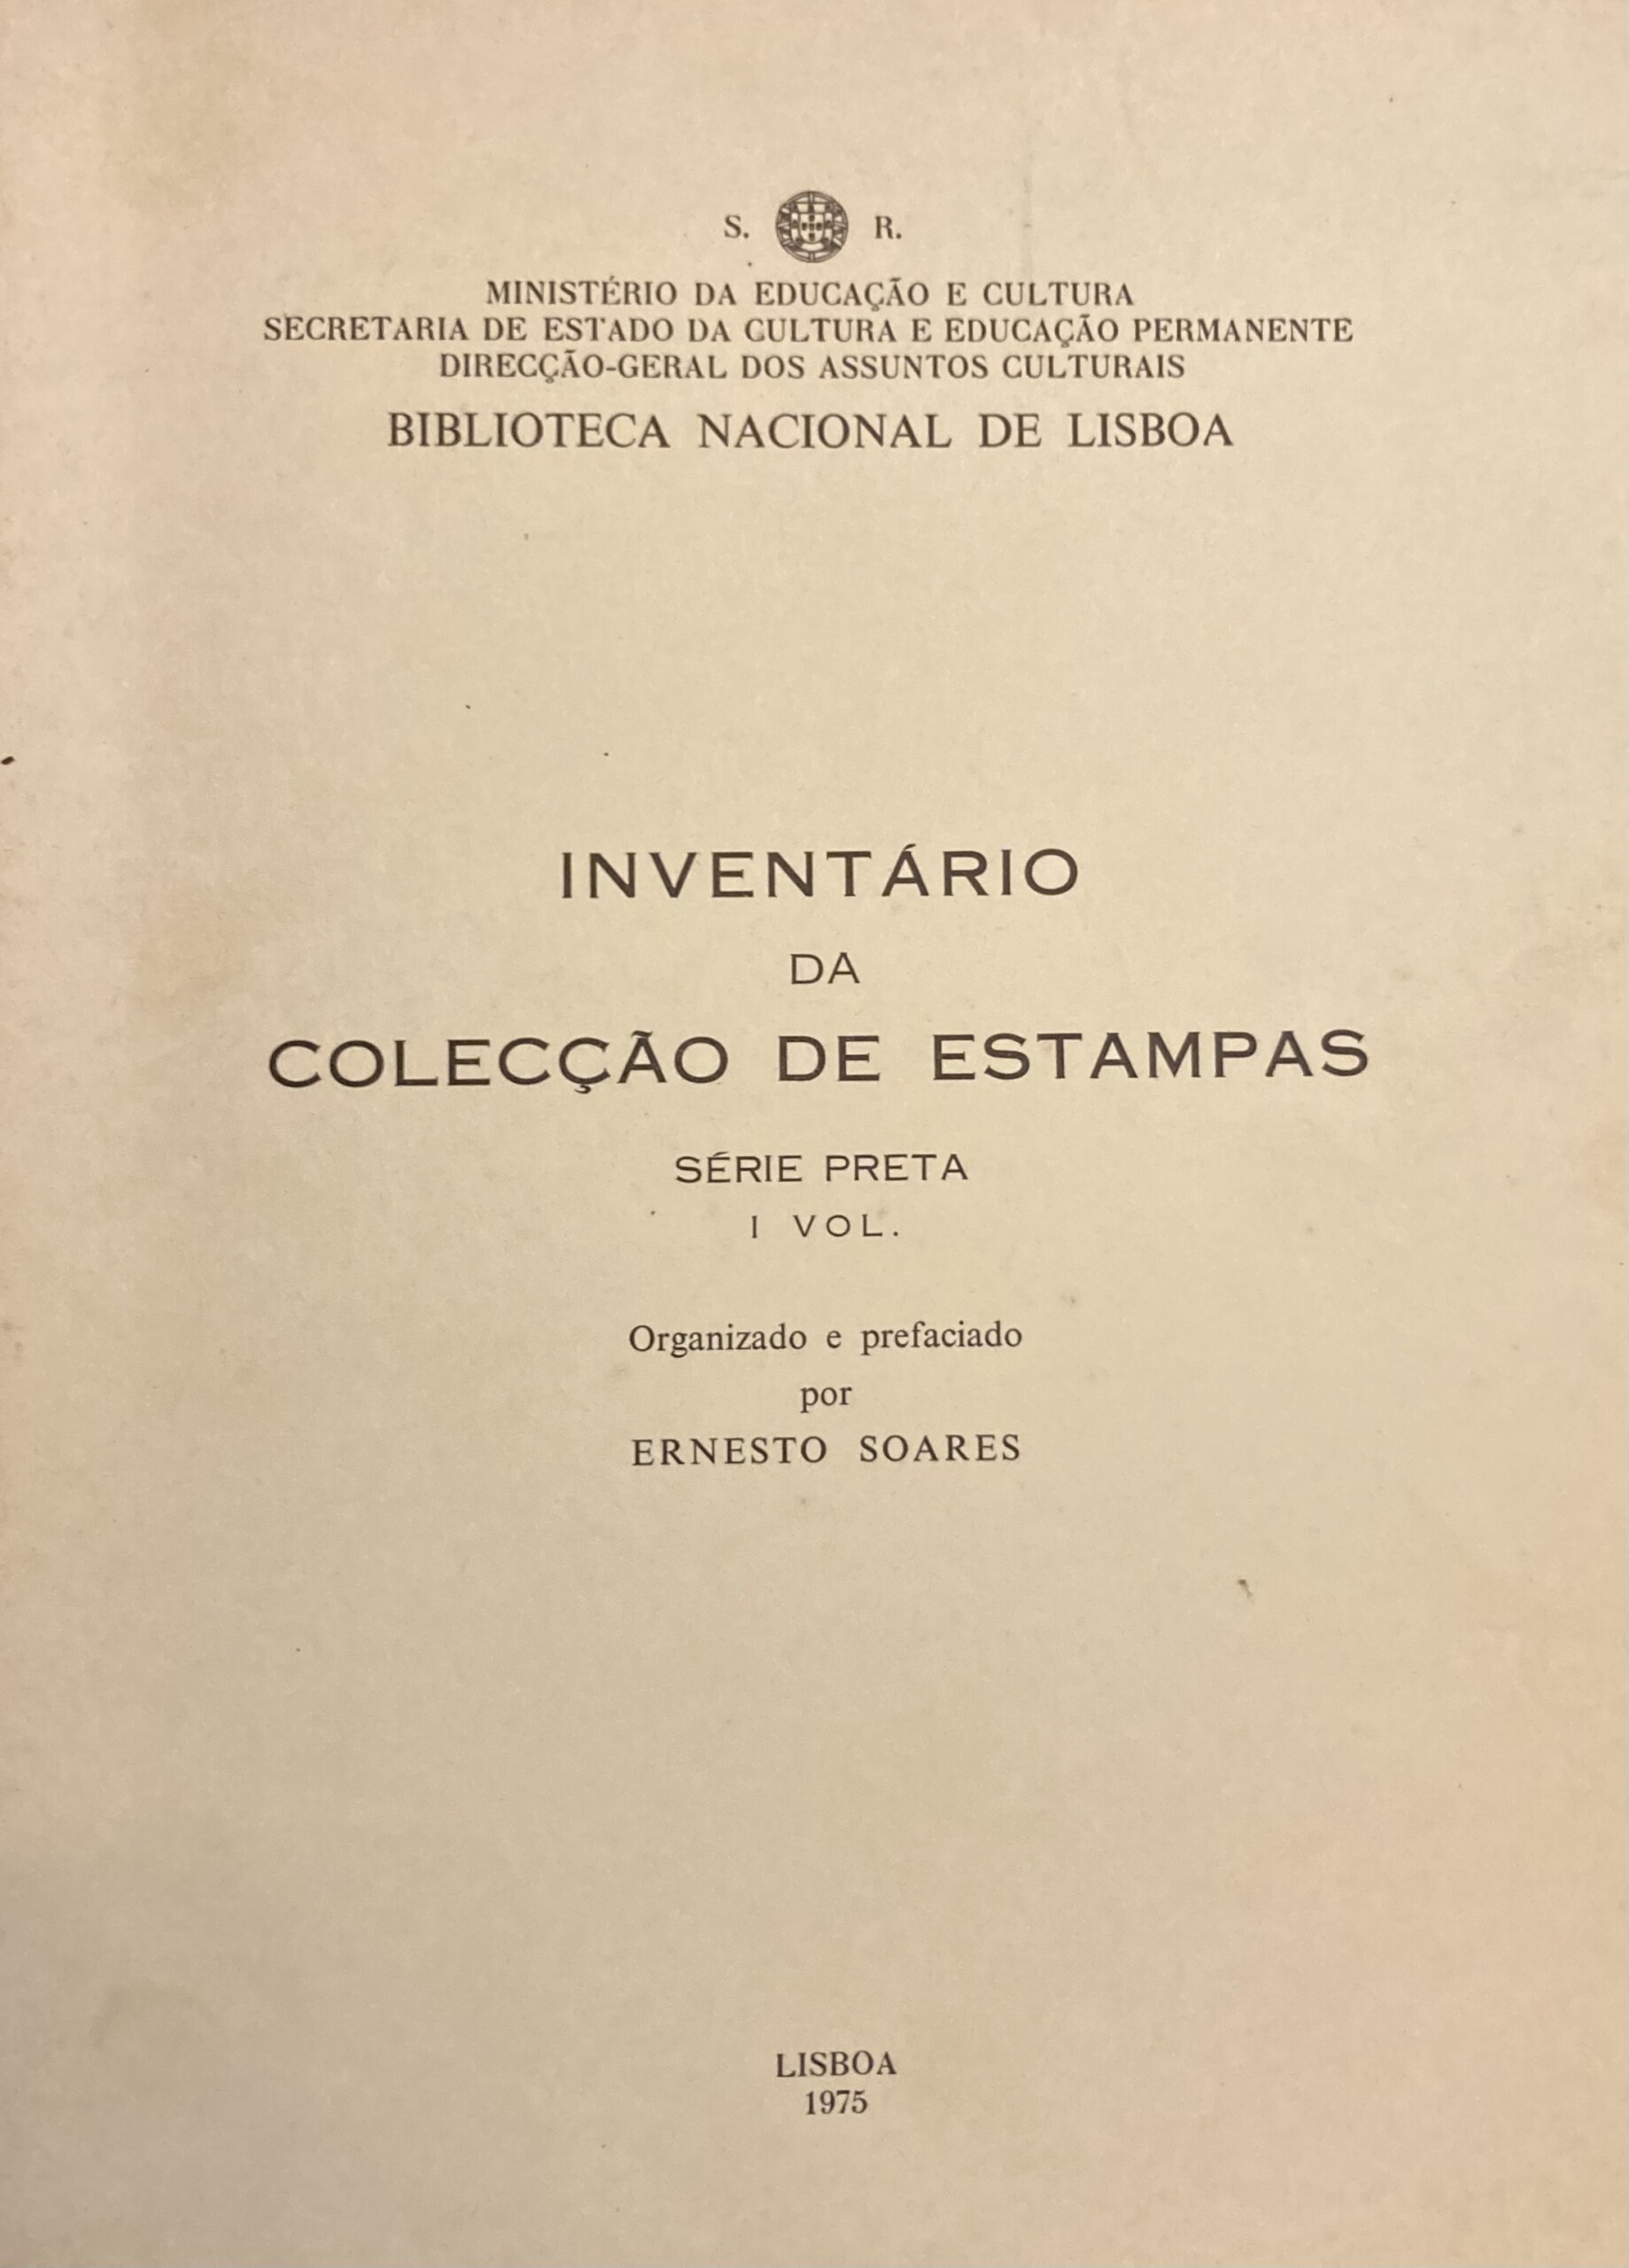 S. R.
MINISTÉRIO DA EDUCAÇÃO E CULTURA
SECRETARIA DE ESTADO DA CULTURA E EDUCAÇÃO PERMANENTE
DIRECÇÃO-GERAL DOS ASSUNTOS CULTURAIS
BIBLIOTECA NACIONAL DE LISBOA
INVENTÁRIO
DA
COLECÇÃO DE ESTAMPAS
SÉRIE PRETA
I VOL.
Organizado e prefaciado
por
ERNESTO SOARES
LISBOA
1975